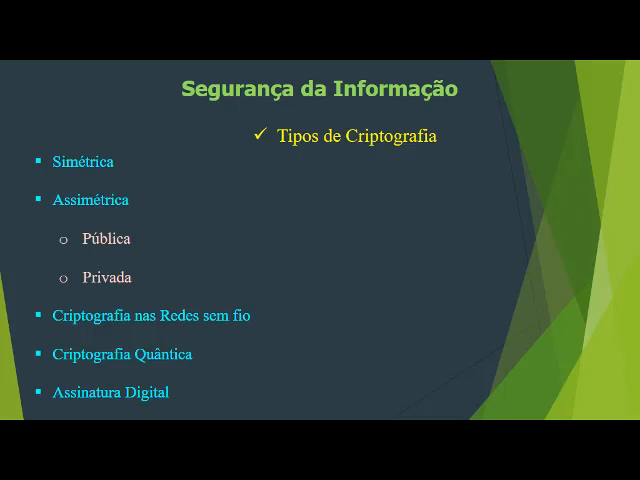 Segurança da Informação
✓ Tipos de Criptografia
▪ Simétrica
▪ Assimétrica
o Pública
o Privada
▪ Criptografia nas Redes sem fio
▪ Criptografia Quântica
▪ Assinatura Digital